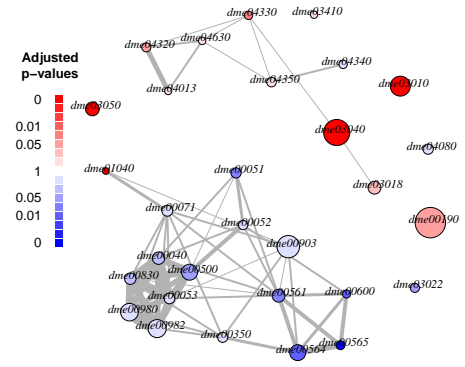 dme04330
dme03410
dme04630
dme04320
Adjusted
p-values
dme04340
dme04350
dme04013
dme03010
0
dme03050
0.01
dme03040
0.05
dme04080
1
dme01040
dme00051
dme03018
0.05
dme00071
0.01
dme00052
dme00190
0
dme00903
dme00040
dme00830
dme00500
dme03022
dme00053
dme00561
dme00600
dme00980
dme00982
dme00350
dme00564
dme00565